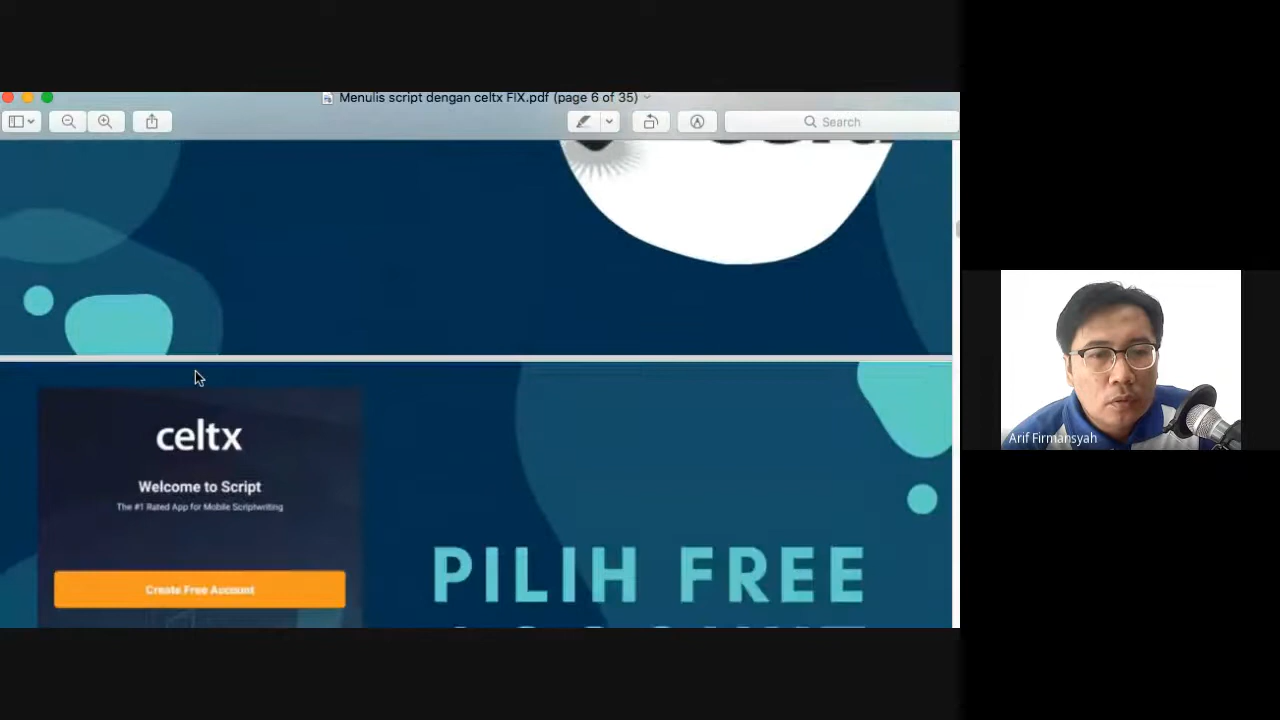 Menulis script dengan celtx FIX.pdf (page 6 of 35)
Search
celtx
Welcome to Script
The #1 Rated App for Mobile Scriptwriting
Create Free Account
PILIH FREE
Arif Firmansyah